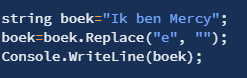 string boek="Ik ben Mercy";
boek=boek.Replace("e", "");
Console.WriteLine(boek);